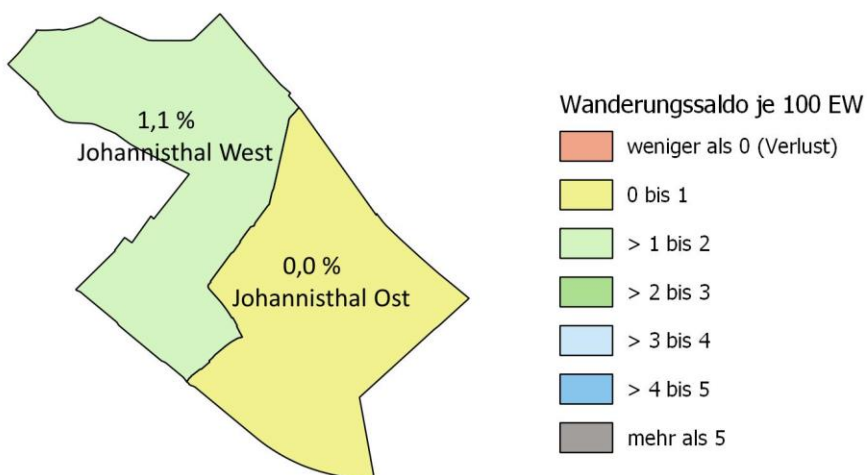 1,1 %
Johannisthal West
0,0 %
Johannisthal Ost
Wanderungssaldo je 100 EW
weniger als 0 (Verlust)
0 bis 1
> 1 bis 2
> 2 bis 3
> 3 bis 4
> 4 bis 5
mehr als 5